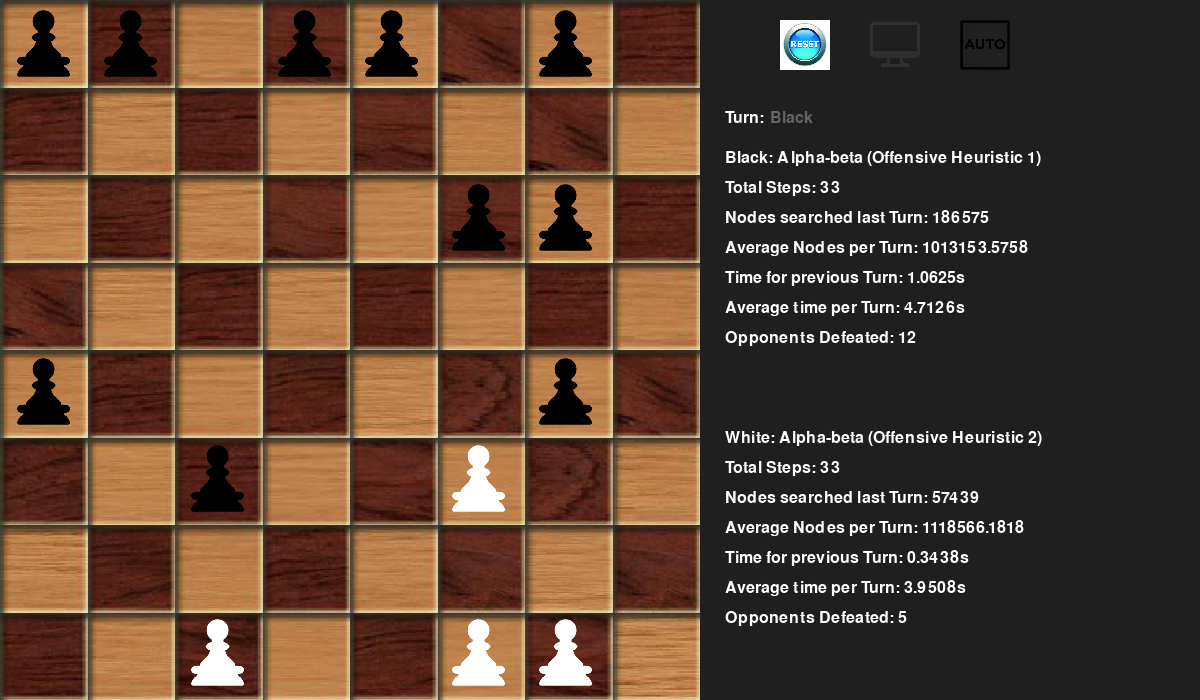 RESET
AUTO
Turn: Black
Black: Alpha-beta (Offensive Heuristic 1)
Total Steps: 33
Nodes searched last Turn: 186575
Average Nodes per Turn: 1013153.5758
Time for previous Turn: 1.0625s
Average time per Turn: 4.7126s
Opponents Defeated: 12
White: Alpha-beta (Offensive Heuristic 2)
Total Steps: 33
Nodes searched last Turn: 57439
Average Nodes per Turn: 1118566.1818
Time for previous Turn: 0.3438s
Average time per Turn: 3.9508s
Opponents Defeated: 5